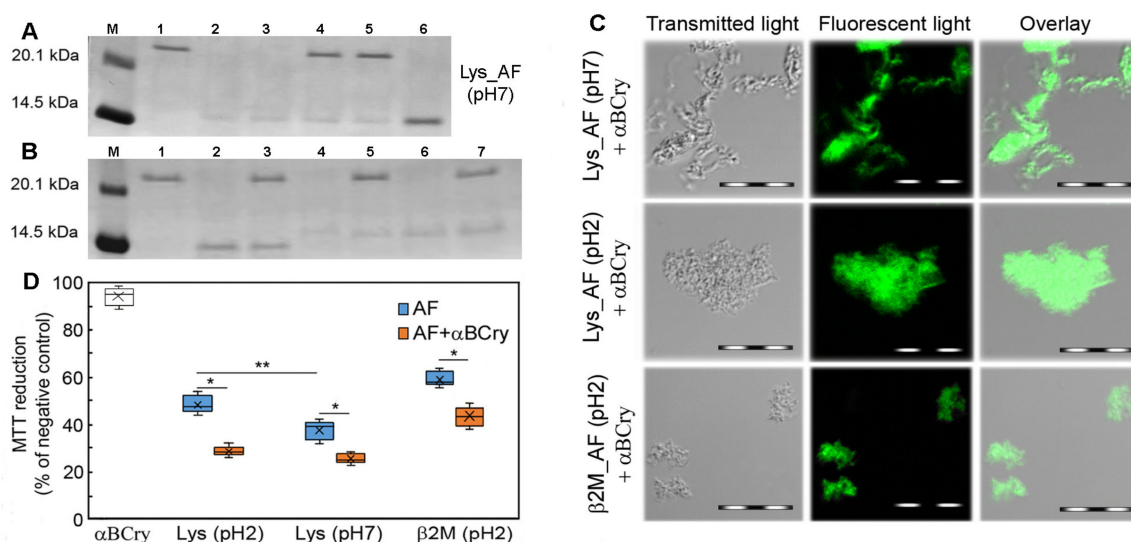 A
M 1 2 3 4 5 6
20.1 kDa
14.5 kDa
Lys_AF
(pH7)
B
M 1 2 3 4 5 6 7
20.1 kDa
14.5 kDa
C
Transmitted light Fluorescent light Overlay
Lys_AF (pH7)
+ αBCry
Lys_AF (pH2)
+ αBCry
β2M_AF (pH2)
+ αBCry
D
MTT reduction
(% of negative control)
100
80
60
40
20
0
AF
AF+αBCry
* ** * *
αBCry Lys (pH2) Lys (pH7) β2M (pH2)